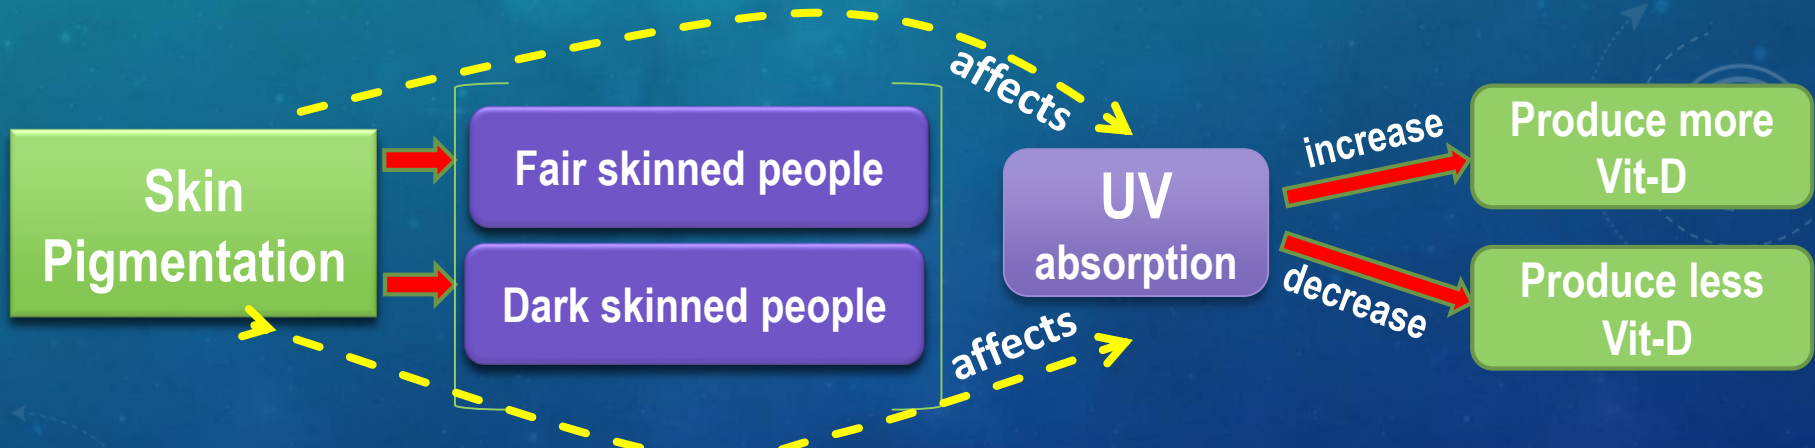 Skin
Pigmentation
Fair skinned people
Dark skinned people
affects
affects
UV
absorption
increase
decrease
Produce more
Vit-D
Produce less
Vit-D